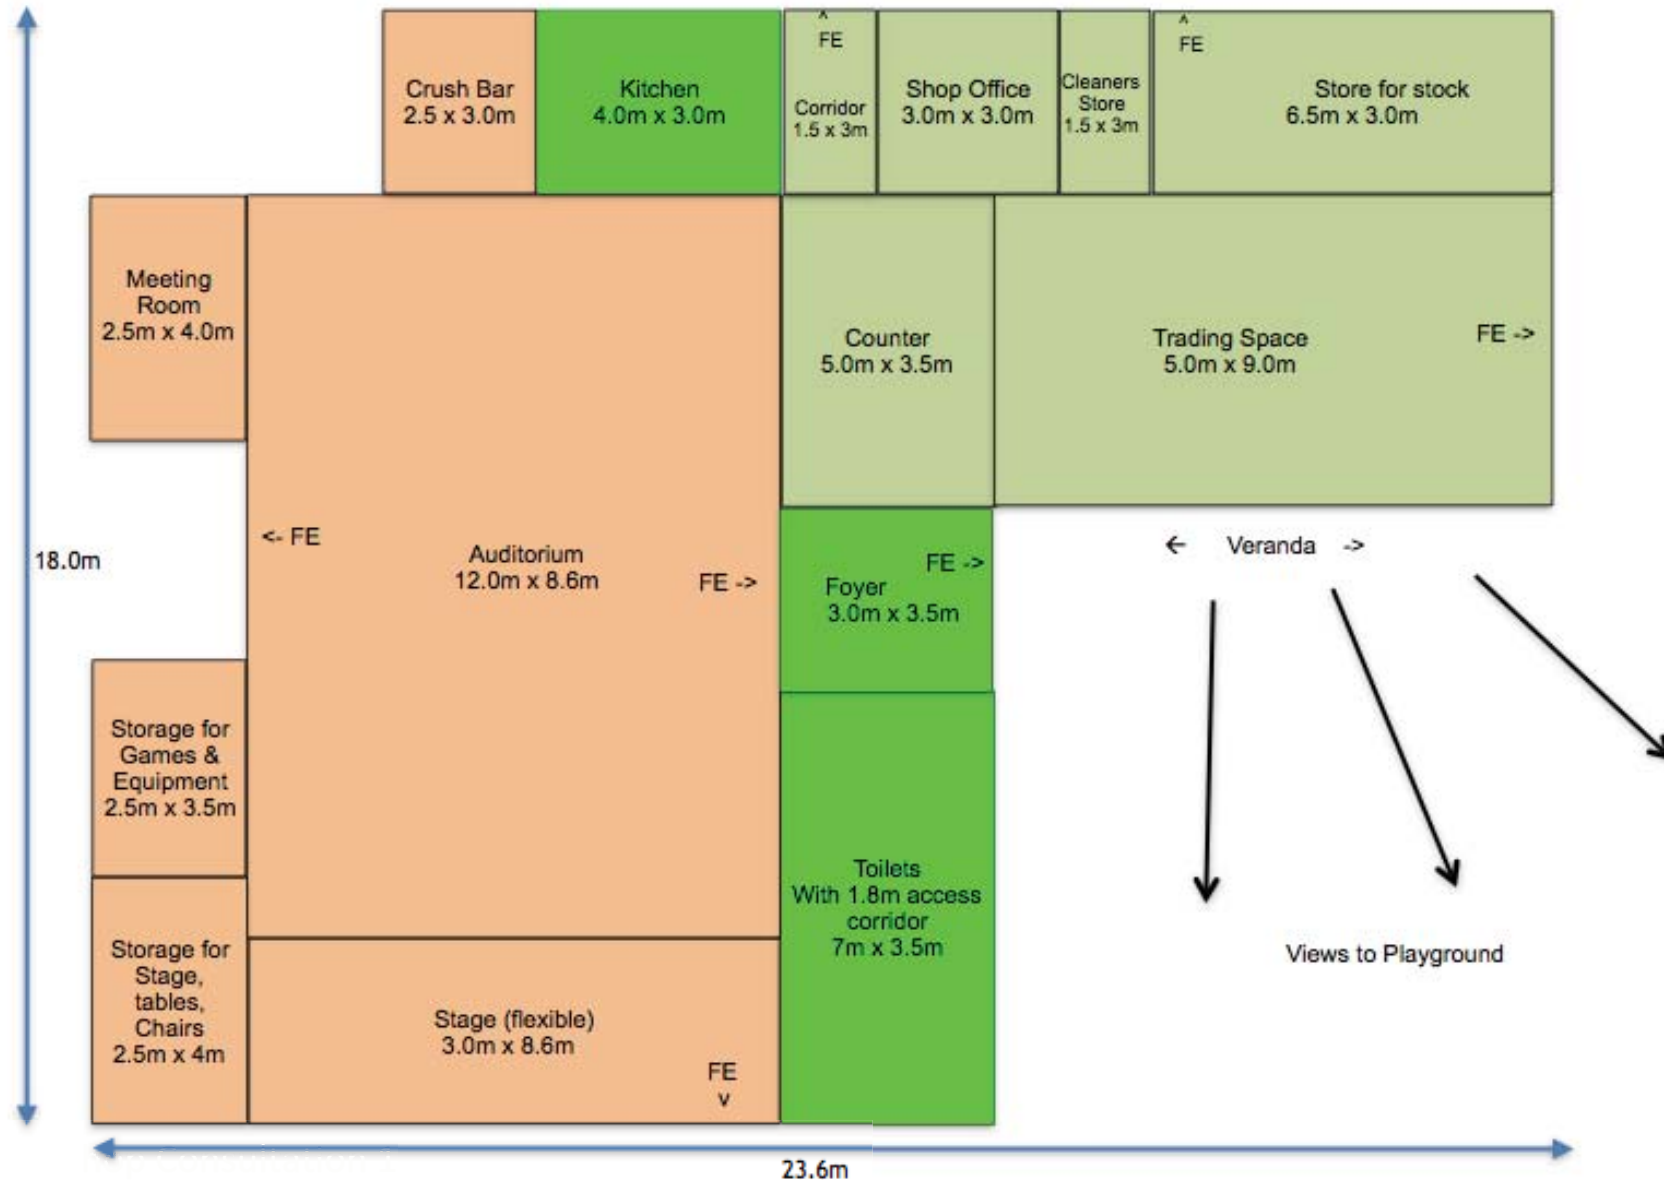 Crush Bar
2.5 x 3.0m
Kitchen
4.0m x 3.0m
^
FE
Corridor
1.5 x 3m
Shop Office
3.0m x 3.0m
Cleaners
Store
1.5 x 3m
^
FE
Store for stock
6.5m x 3.0m
Meeting
Room
2.5m x 4.0m
Counter
5.0m x 3.5m
Trading Space
5.0m x 9.0m
FE ->
18.0m
<- FE
Auditorium
12.0m x 8.6m
FE ->
FE ->
Foyer
3.0m x 3.5m
← Veranda ->
Storage for
Games &
Equipment
2.5m x 3.5m
Toilets
With 1.8m access
corridor
7m x 3.5m
Views to Playground
Storage for
Stage,
tables,
Chairs
2.5m x 4m
Stage (flexible)
3.0m x 8.6m
FE
v
23.6m